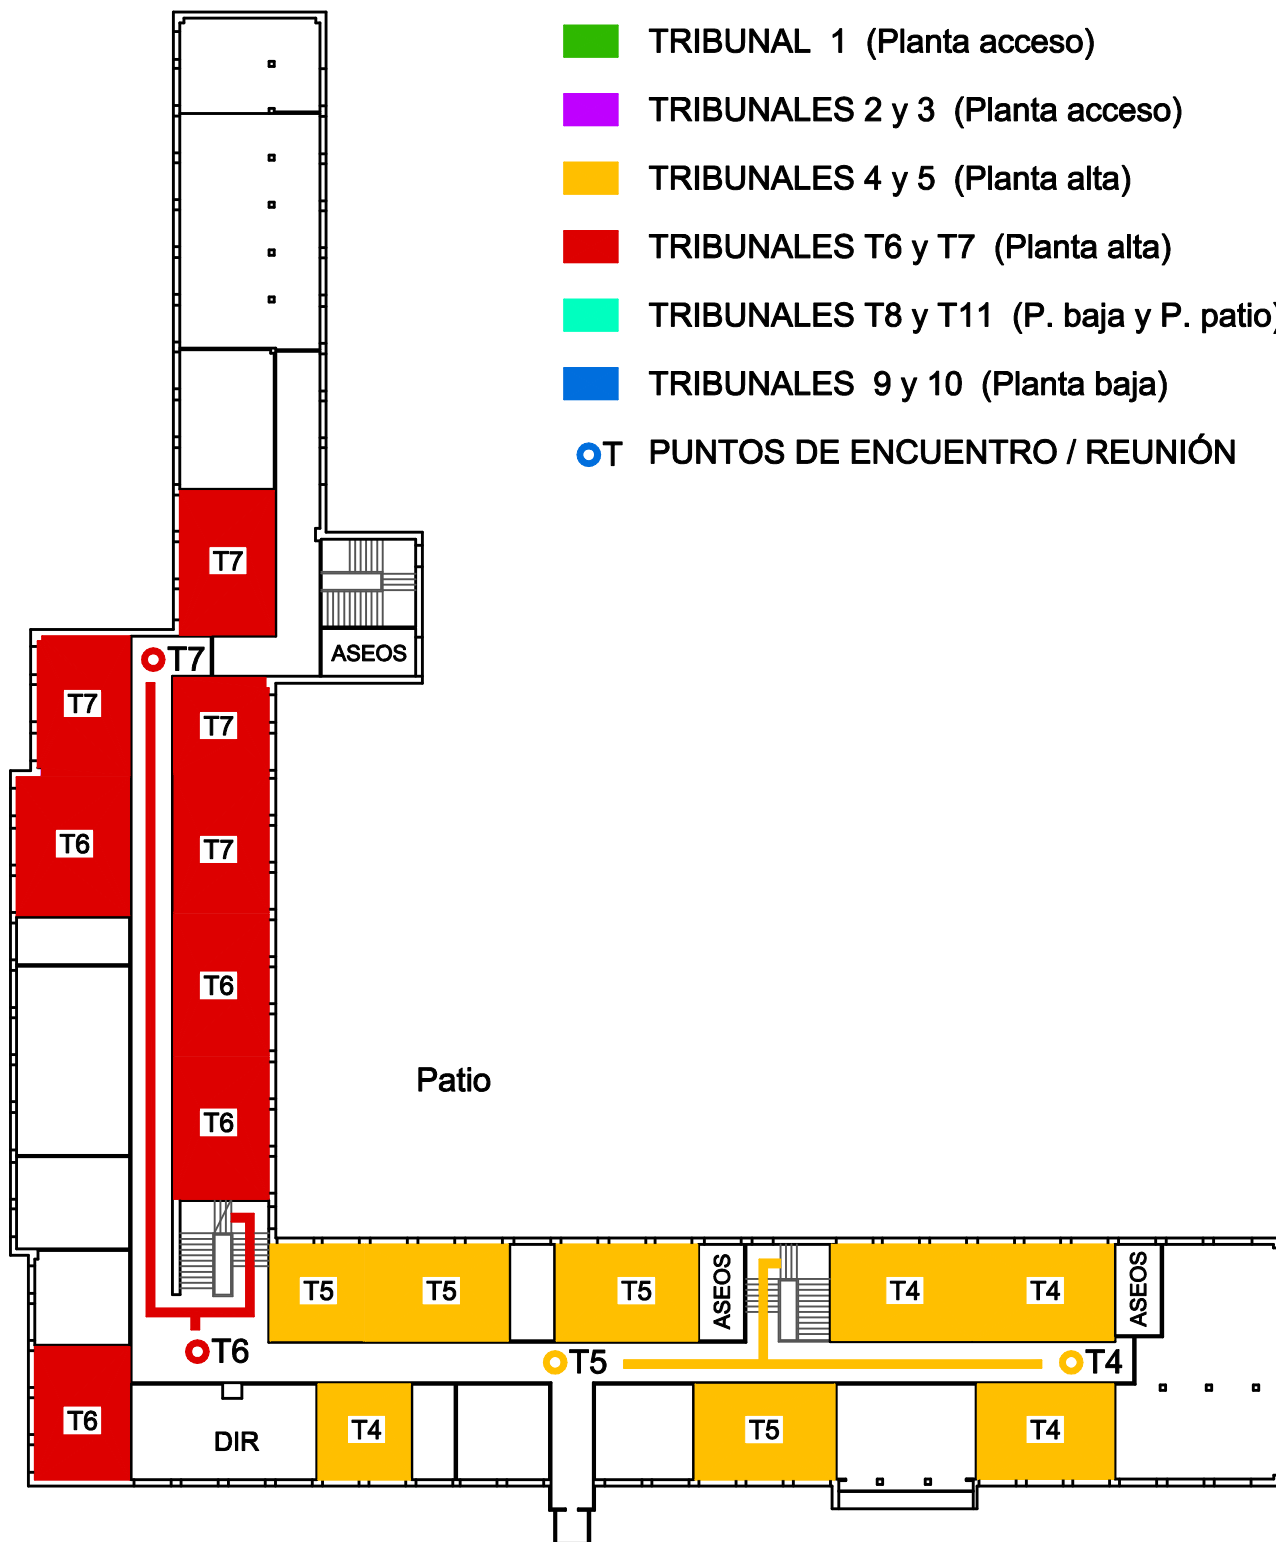 TRIBUNAL 1 (Planta acceso)
TRIBUNALES 2 y 3 (Planta acceso)
TRIBUNALES 4 y 5 (Planta alta)
TRIBUNALES T6 y T7 (Planta alta)
TRIBUNALES T8 y T11 (P. baja y P. patio)
TRIBUNALES 9 y 10 (Planta baja)
T PUNTOS DE ENCUENTRO / REUNIÓN
T7
ASEOS
T7
T7
T7
T6
T7
T6
Patio
T6
T5
T5
T5
ASEOS
T4
T4
ASEOS
T6
T5
T4
T6
DIR
T4
T5
T4